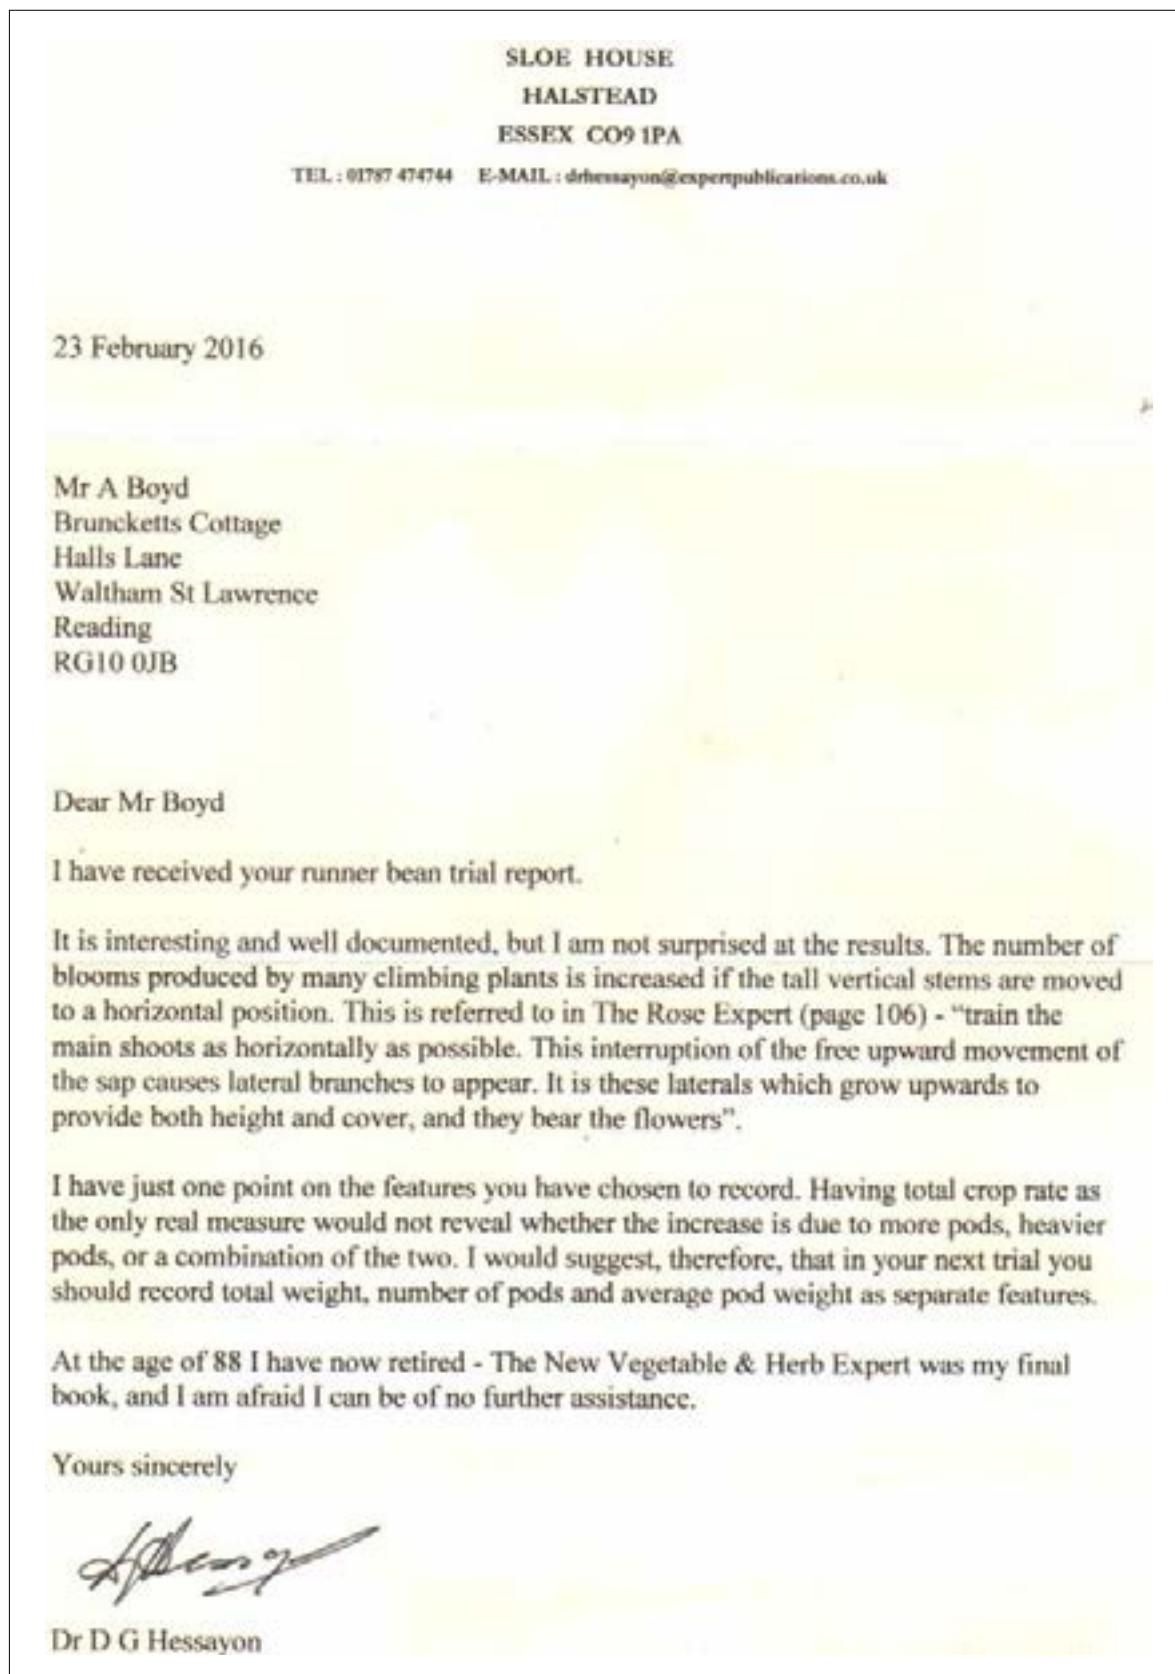 SLOE HOUSE
HALSTEAD
ESSEX CO9 1PA
TEL : 01787 474744 E-MAIL : drhessayon@expertpublications.co.uk
23 February 2016
Mr A Boyd
Bruncketts Cottage
Halls Lane
Waltham St Lawrence
Reading
RG10 0JB
Dear Mr Boyd
I have received your runner bean trial report.
It is interesting and well documented, but I am not surprised at the results. The number of
blooms produced by many climbing plants is increased if the tall vertical stems are moved
to a horizontal position. This is referred to in The Rose Expert (page 106) - “train the
main shoots as horizontally as possible. This interruption of the free upward movement of
the sap causes lateral branches to appear. It is these laterals which grow upwards to
provide both height and cover, and they bear the flowers”.
I have just one point on the features you have chosen to record. Having total crop rate as
the only real measure would not reveal whether the increase is due to more pods, heavier
pods, or a combination of the two. I would suggest, therefore, that in your next trial you
should record total weight, number of pods and average pod weight as separate features.
At the age of 88 I have now retired - The New Vegetable & Herb Expert was my final
book, and I am afraid I can be of no further assistance.
Yours sincerely
Dr D G Hessayon